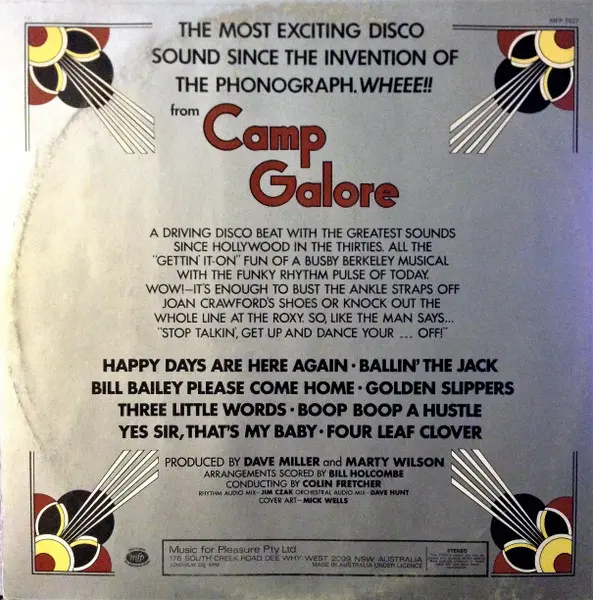 MFP 7937
THE MOST EXCITING DISCO
SOUND SINCE THE INVENTION OF
THE PHONOGRAPH. WHEEE!!
from
Camp
Galore
A DRIVING DISCO BEAT WITH THE GREATEST SOUNDS
SINCE HOLLYWOOD IN THE THIRTIES. ALL THE
"GETTIN' IT-ON" FUN OF A BUSBY BERKELEY MUSICAL
WITH THE FUNKY RHYTHM PULSE OF TODAY.
WOW!–IT'S ENOUGH TO BUST THE ANKLE STRAPS OFF
JOAN CRAWFORD'S SHOES OR KNOCK OUT THE
WHOLE LINE AT THE ROXY. SO, LIKE THE MAN SAYS...
"STOP TALKIN', GET UP AND DANCE YOUR ... OFF!"
HAPPY DAYS ARE HERE AGAIN · BALLIN' THE JACK
BILL BAILEY PLEASE COME HOME · GOLDEN SLIPPERS
THREE LITTLE WORDS · BOOP BOOP A HUSTLE
YES SIR, THAT'S MY BABY · FOUR LEAF CLOVER
PRODUCED BY DAVE MILLER and MARTY WILSON
ARRANGEMENTS SCORED BY BILL HOLCOMBE
CONDUCTING BY COLIN FRETCHER
RHYTHM AUDIO MIX–JIM CZAK ORCHESTRAL AUDIO MIX–DAVE HUNT
COVER ART–MICK WELLS
mfp
Music for Pleasure Pty Ltd
176 SOUTH CREEK ROAD DEE WHY WEST 2099 NSW AUSTRALIA
MADE IN AUSTRALIA UNDER LICENCE
STEREO